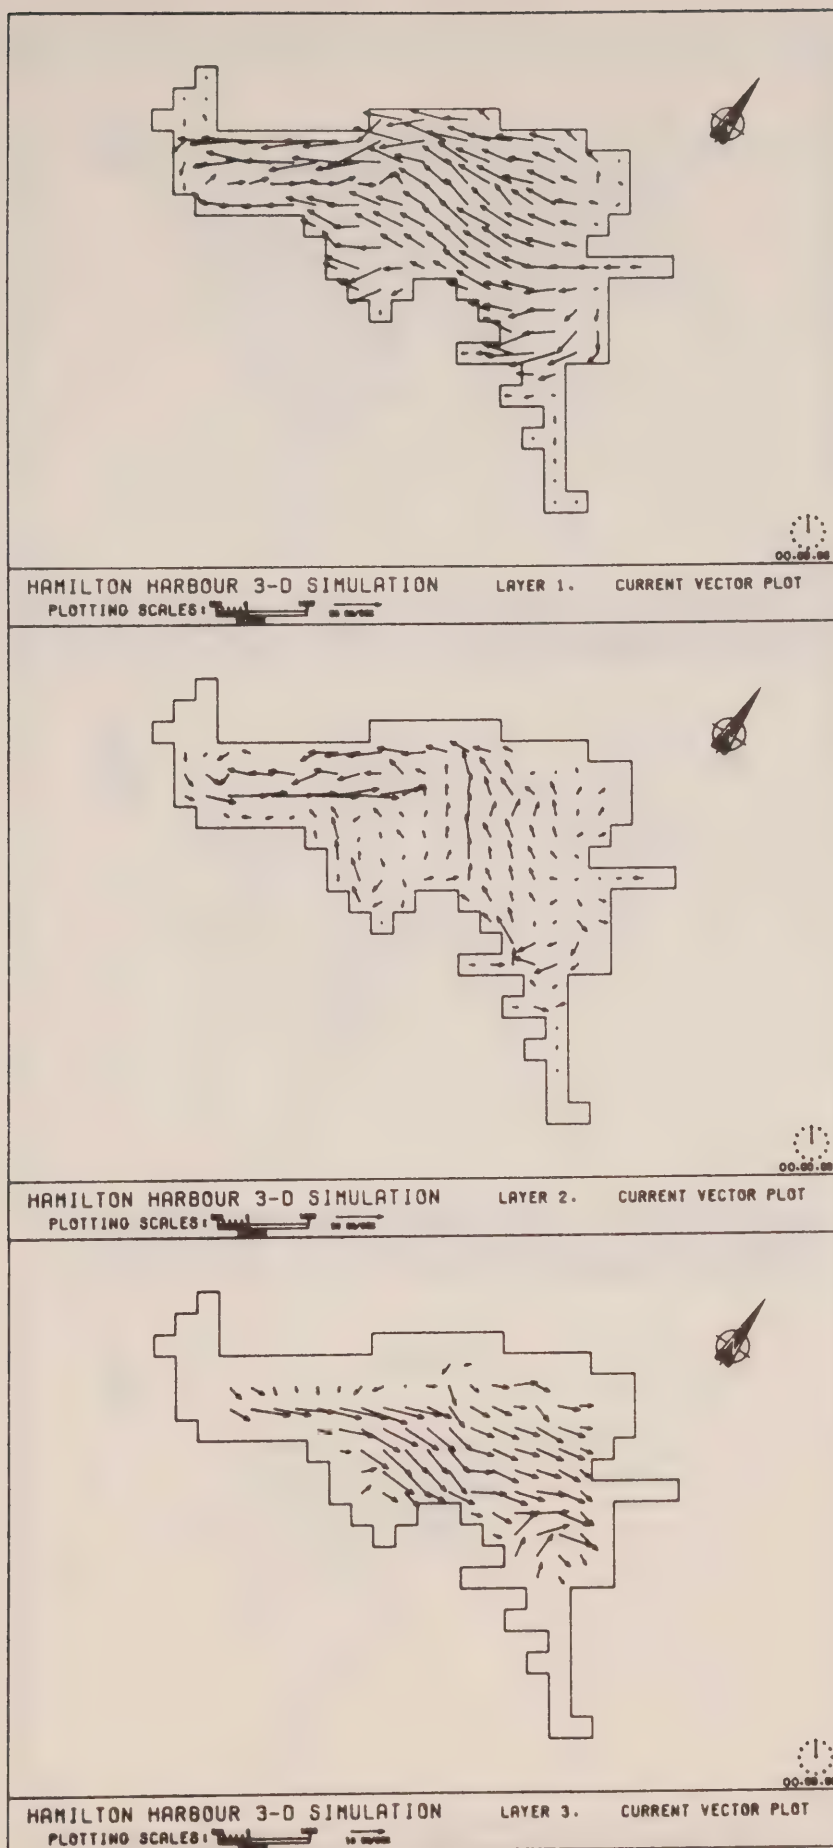 HAMILTON HARBOUR 3-D SIMULATION LAYER 1. CURRENT VECTOR PLOT
PLOTTING SCALES:
HAMILTON HARBOUR 3-D SIMULATION LAYER 2. CURRENT VECTOR PLOT
PLOTTING SCALES:
HAMILTON HARBOUR 3-D SIMULATION LAYER 3. CURRENT VECTOR PLOT
PLOTTING SCALES: